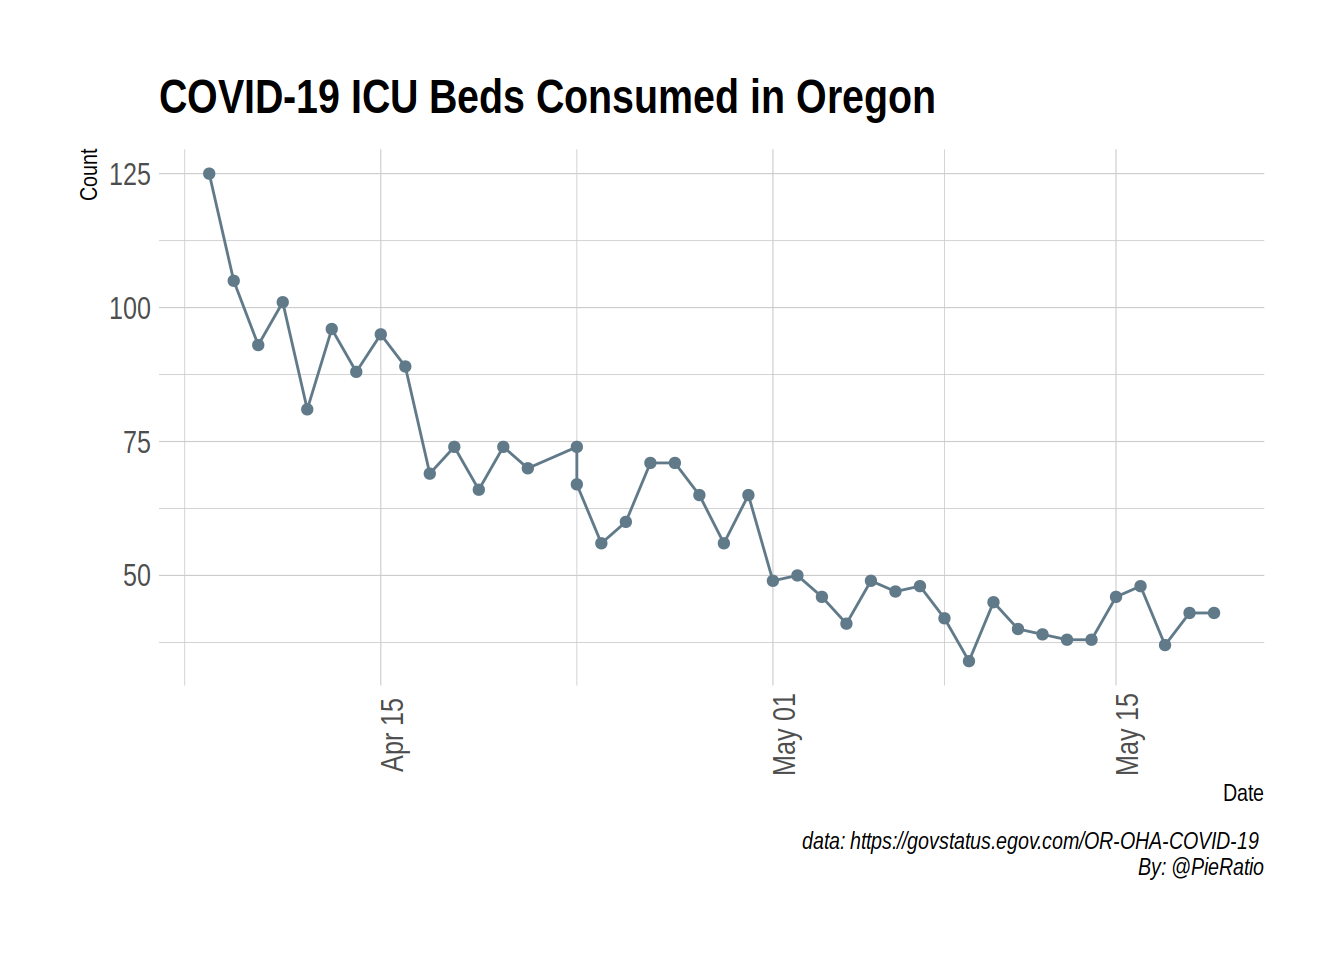 COVID-19 ICU Beds Consumed in Oregon
Count
125
100
75
50
Apr 15
May 01
May 15
Date
data: https://govstatus.egov.com/OR-OHA-COVID-19
By: @PieRatio